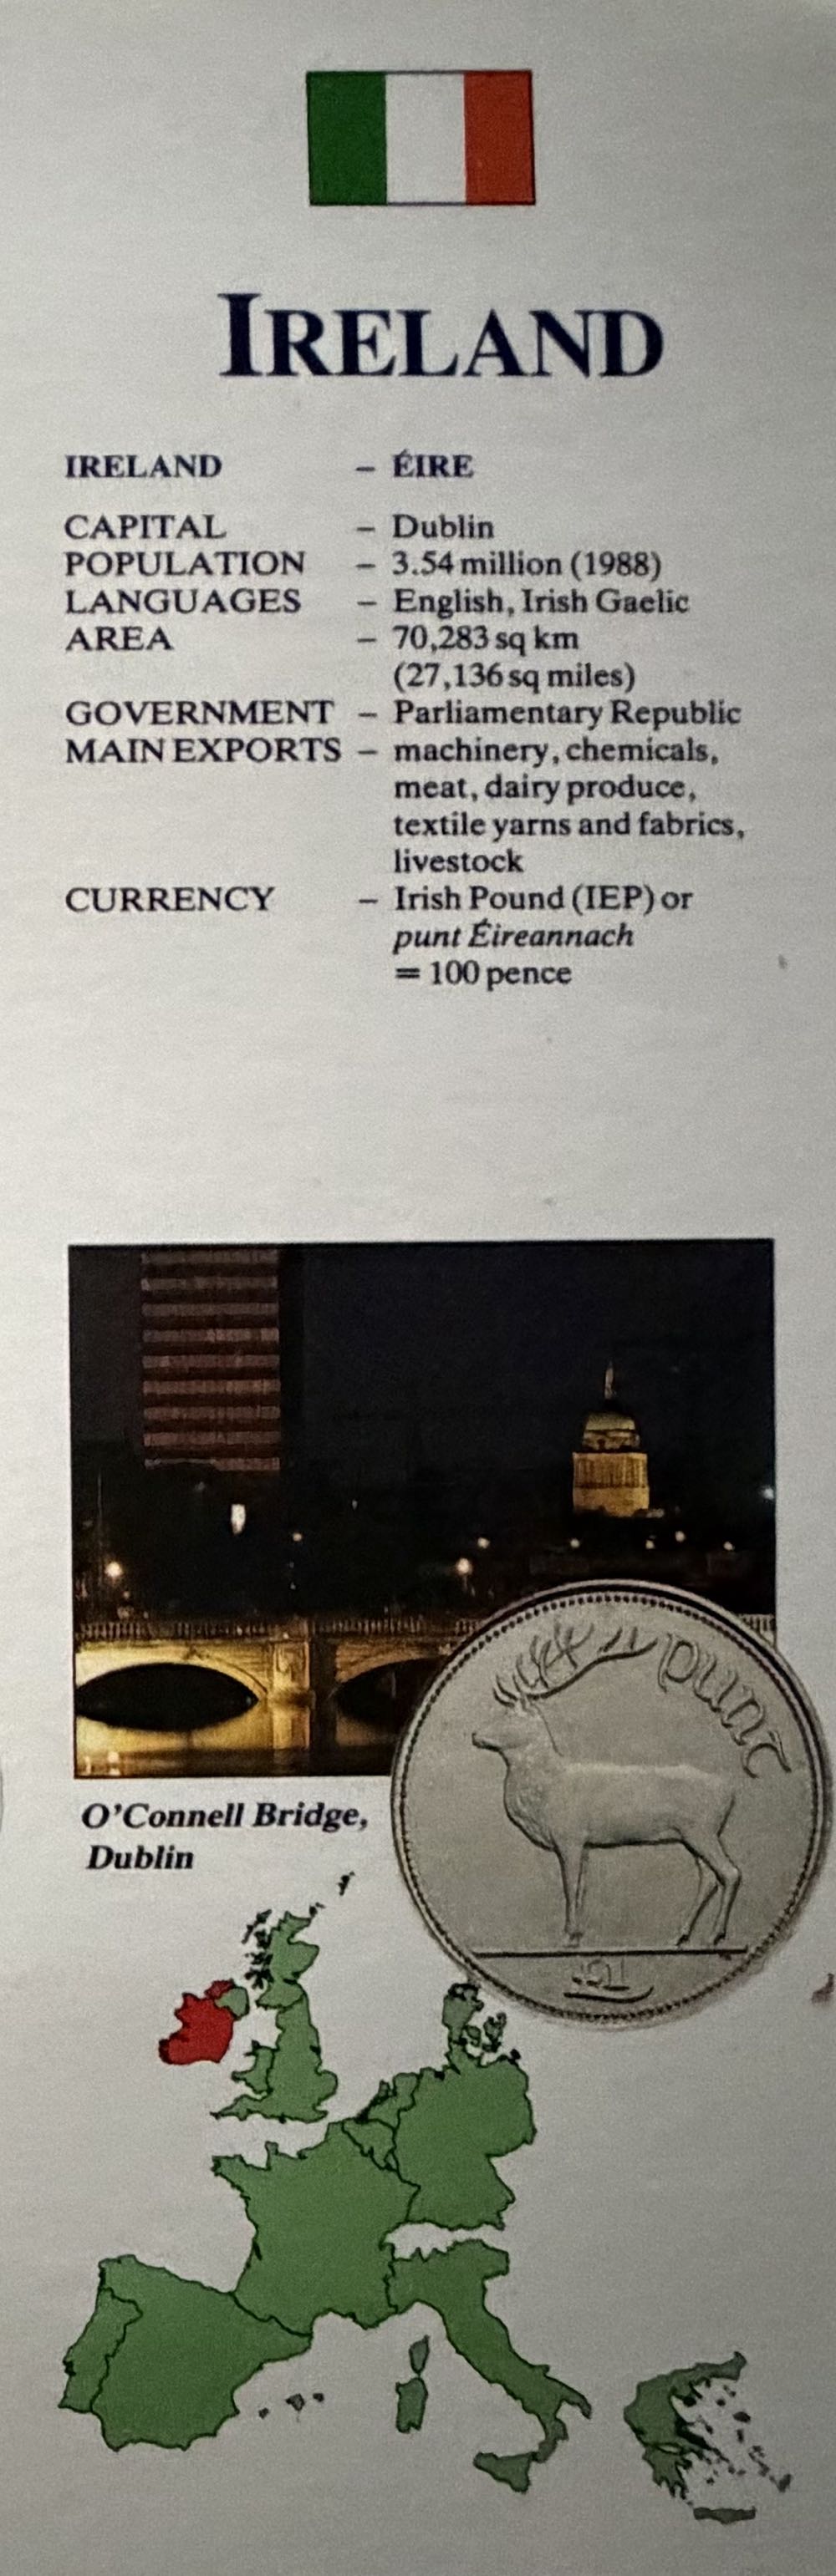 IRELAND
IRELAND – ÉIRE
CAPITAL – Dublin
POPULATION – 3.54 million (1988)
LANGUAGES – English, Irish Gaelic
AREA – 70,283 sq km
(27,136 sq miles)
GOVERNMENT – Parliamentary Republic
MAIN EXPORTS – machinery, chemicals,
meat, dairy produce,
textile yarns and fabrics,
livestock
CURRENCY – Irish Pound (IEP) or
punt Éireannach
= 100 pence
punt
£1
O'Connell Bridge,
Dublin